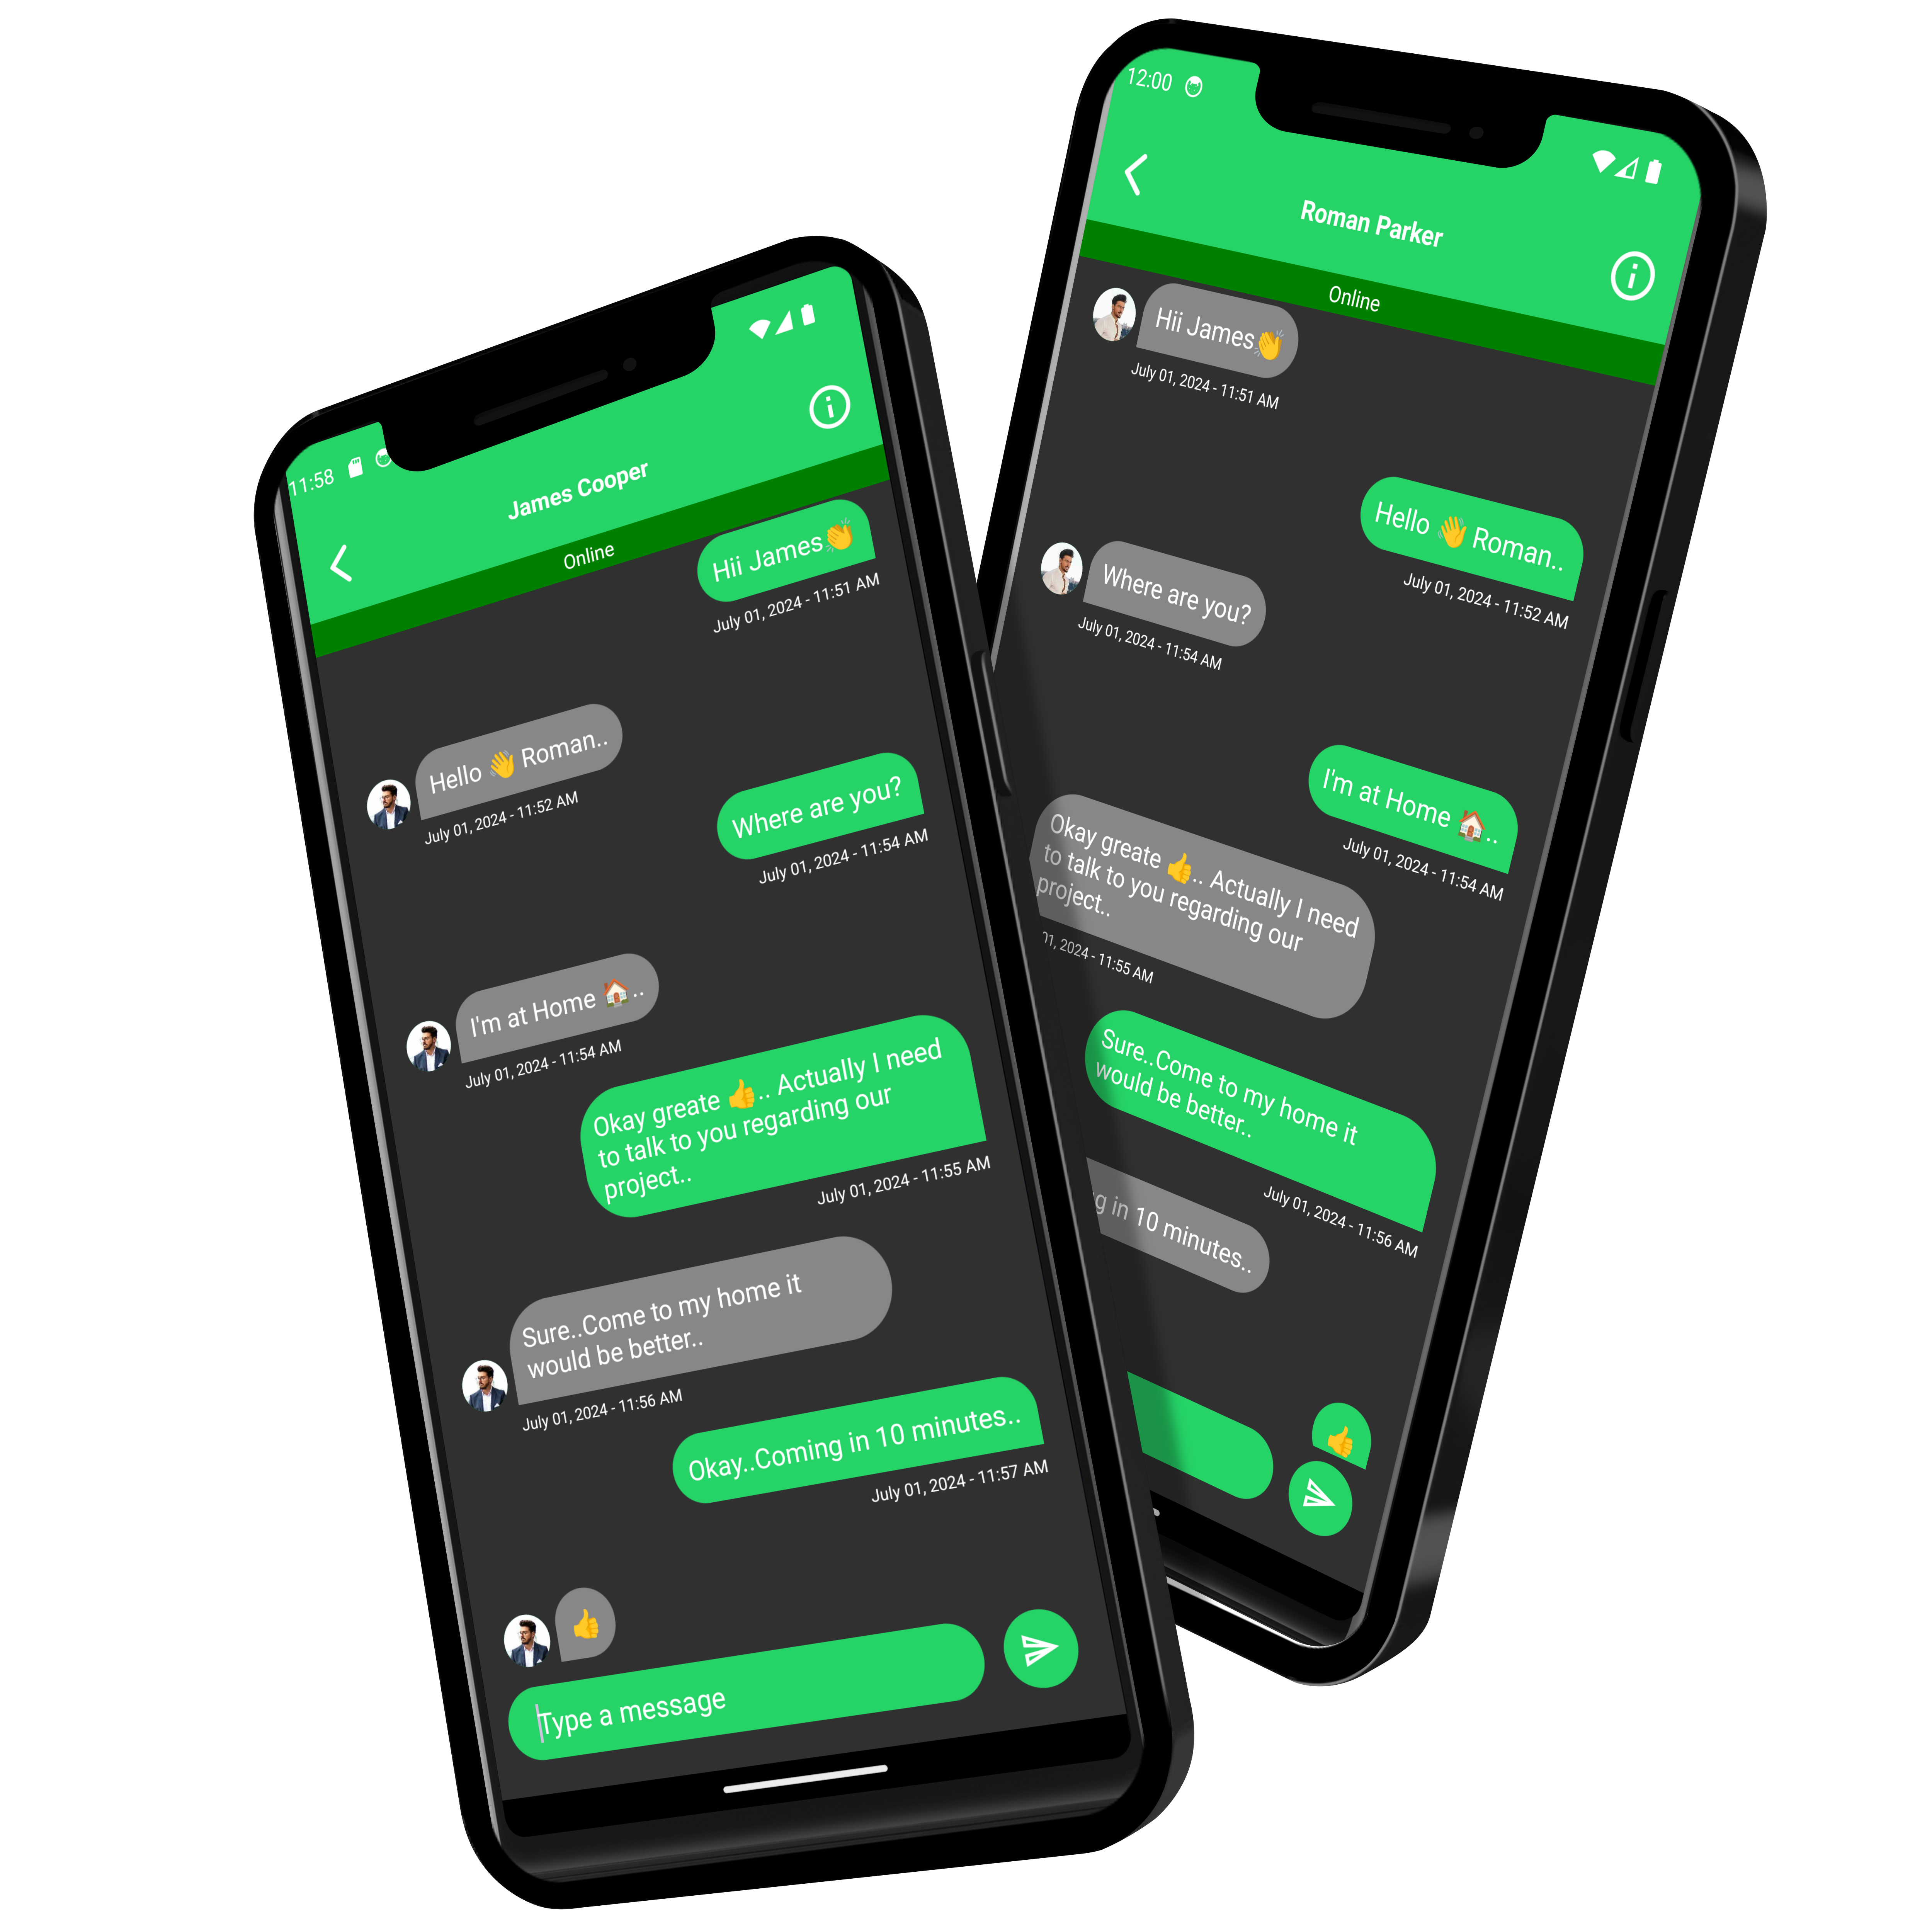 11:58
James Cooper
Online
Hii James👏
July 01, 2024 - 11:51 AM
Hello 👋 Roman..
July 01, 2024 - 11:52 AM
Where are you?
July 01, 2024 - 11:54 AM
I'm at Home 🏠..
July 01, 2024 - 11:54 AM
Okay greate 👍.. Actually I need
to talk to you regarding our
project..
July 01, 2024 - 11:55 AM
Sure..Come to my home it
would be better..
July 01, 2024 - 11:56 AM
Okay..Coming in 10 minutes..
July 01, 2024 - 11:57 AM
👍
Type a message
12:00
Roman Parker
Online
Hii James👏
July 01, 2024 - 11:51 AM
Hello 👋 Roman..
July 01, 2024 - 11:52 AM
Where are you?
July 01, 2024 - 11:54 AM
I'm at Home 🏠..
July 01, 2024 - 11:54 AM
Okay greate 👍.. Actually I need
to talk to you regarding our
project..
01, 2024 - 11:55 AM
Sure..Come to my home it
would be better..
July 01, 2024 - 11:56 AM
in 10 minutes..
👍